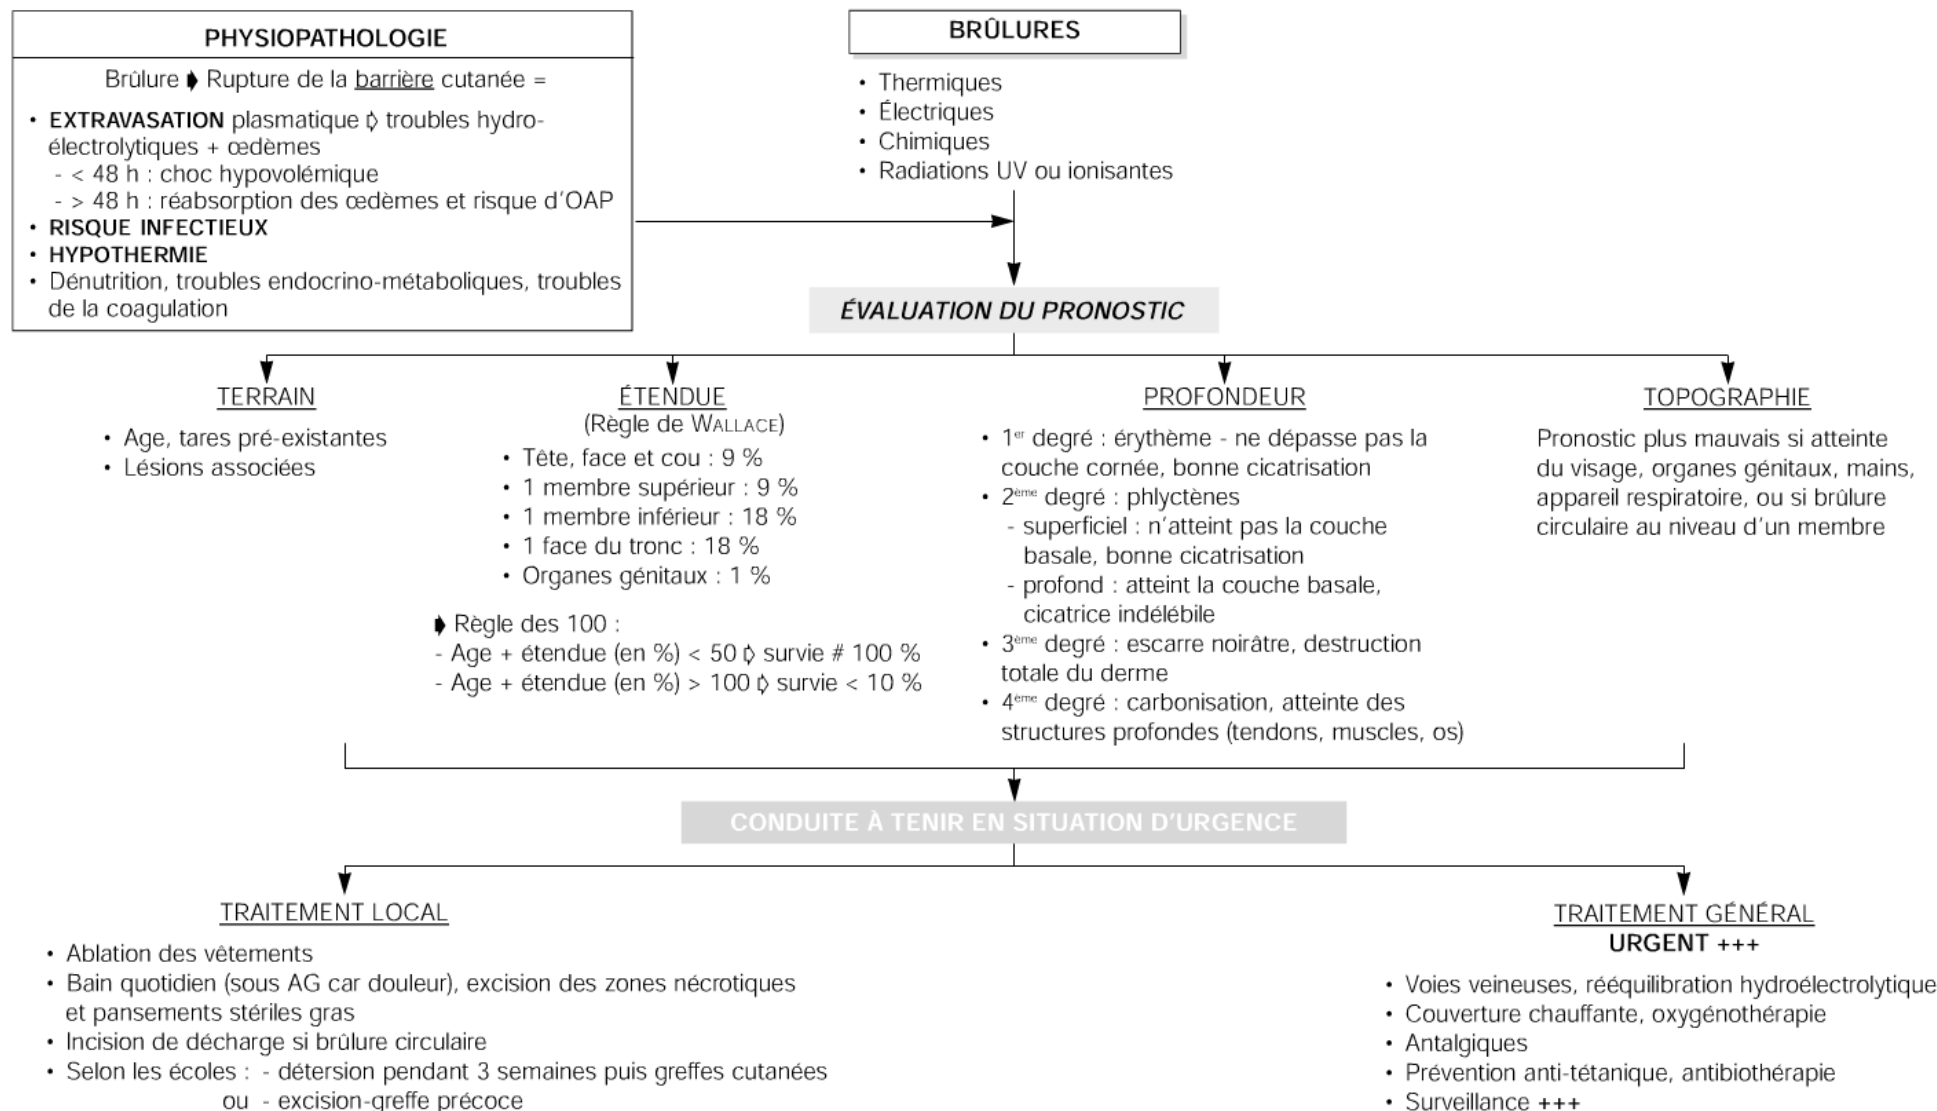 PHYSIOPATHOLOGIE
Brûlure ➧ Rupture de la barrière cutanée =
• EXTRAVASATION plasmatique ➩ troubles hydro-
électrolytiques + œdèmes
- < 48 h : choc hypovolémique
- > 48 h : réabsorption des œdèmes et risque d'OAP
• RISQUE INFECTIEUX
• HYPOTHERMIE
• Dénutrition, troubles endocrino-métaboliques, troubles
de la coagulation
BRÛLURES
• Thermiques
• Électriques
• Chimiques
• Radiations UV ou ionisantes
ÉVALUATION DU PRONOSTIC
TERRAIN
• Age, tares pré-existantes
• Lésions associées
ÉTENDUE
(Règle de WALLACE)
• Tête, face et cou : 9 %
• 1 membre supérieur : 9 %
• 1 membre inférieur : 18 %
• 1 face du tronc : 18 %
• Organes génitaux : 1 %
➧ Règle des 100 :
- Age + étendue (en %) < 50 ➩ survie # 100 %
- Age + étendue (en %) > 100 ➩ survie < 10 %
PROFONDEUR
• 1er degré : érythème - ne dépasse pas la
couche cornée, bonne cicatrisation
• 2ème degré : phlyctènes
- superficiel : n'atteint pas la couche
basale, bonne cicatrisation
- profond : atteint la couche basale,
cicatrice indélébile
• 3ème degré : escarre noirâtre, destruction
totale du derme
• 4ème degré : carbonisation, atteinte des
structures profondes (tendons, muscles, os)
TOPOGRAPHIE
Pronostic plus mauvais si atteinte
du visage, organes génitaux, mains,
appareil respiratoire, ou si brûlure
circulaire au niveau d'un membre
CONDUITE À TENIR EN SITUATION D'URGENCE
TRAITEMENT LOCAL
• Ablation des vêtements
• Bain quotidien (sous AG car douleur), excision des zones nécrotiques
et pansements stériles gras
• Incision de décharge si brûlure circulaire
• Selon les écoles : - détersion pendant 3 semaines puis greffes cutanées
ou - excision-greffe précoce
TRAITEMENT GÉNÉRAL
URGENT +++
• Voies veineuses, rééquilibration hydroélectrolytique
• Couverture chauffante, oxygénothérapie
• Antalgiques
• Prévention anti-tétanique, antibiothérapie
• Surveillance +++